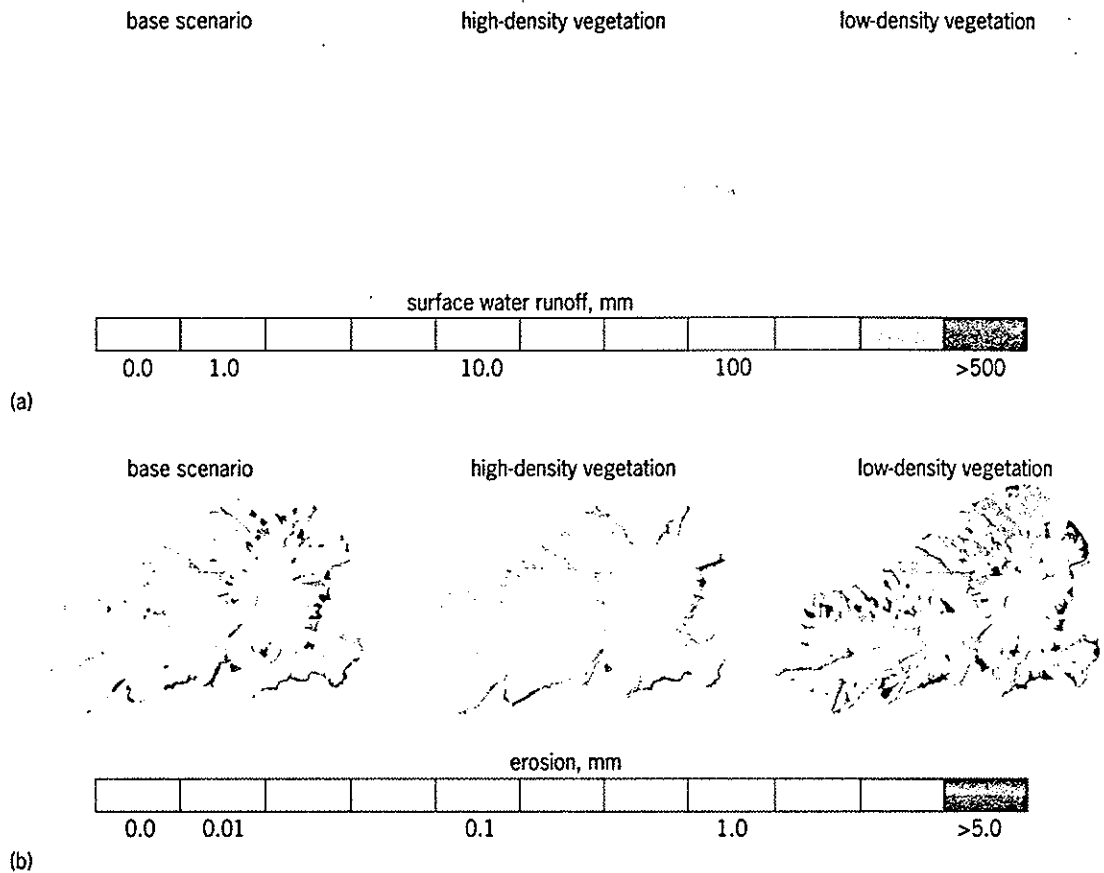 base scenario high-density vegetation low-density vegetation
surface water runoff, mm
0.0 1.0 10.0 100 >500
(a)
base scenario high-density vegetation low-density vegetation
erosion, mm
0.0 0.01 0.1 1.0 >5.0
(b)